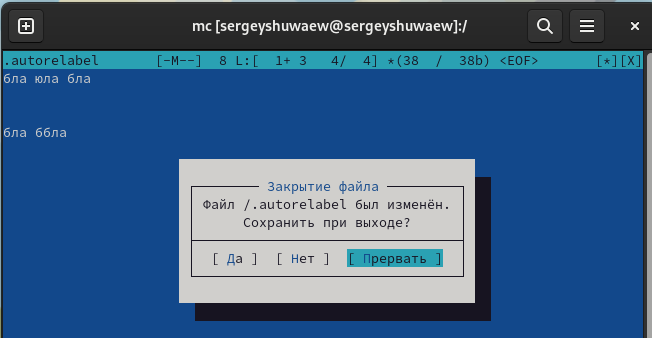 mc [sergeyshuwaew@sergeyshuwaew]:/
.autorelabel [-M--] 8 L:[ 1+ 3 4/ 4] *(38 / 38b) <EOF> [*][X]
бла юла бла
бла ббла
Закрытие файла
Файл /.autorelabel был изменён.
Сохранить при выходе?
[ Да ] [ Нет ] [ Прервать ]